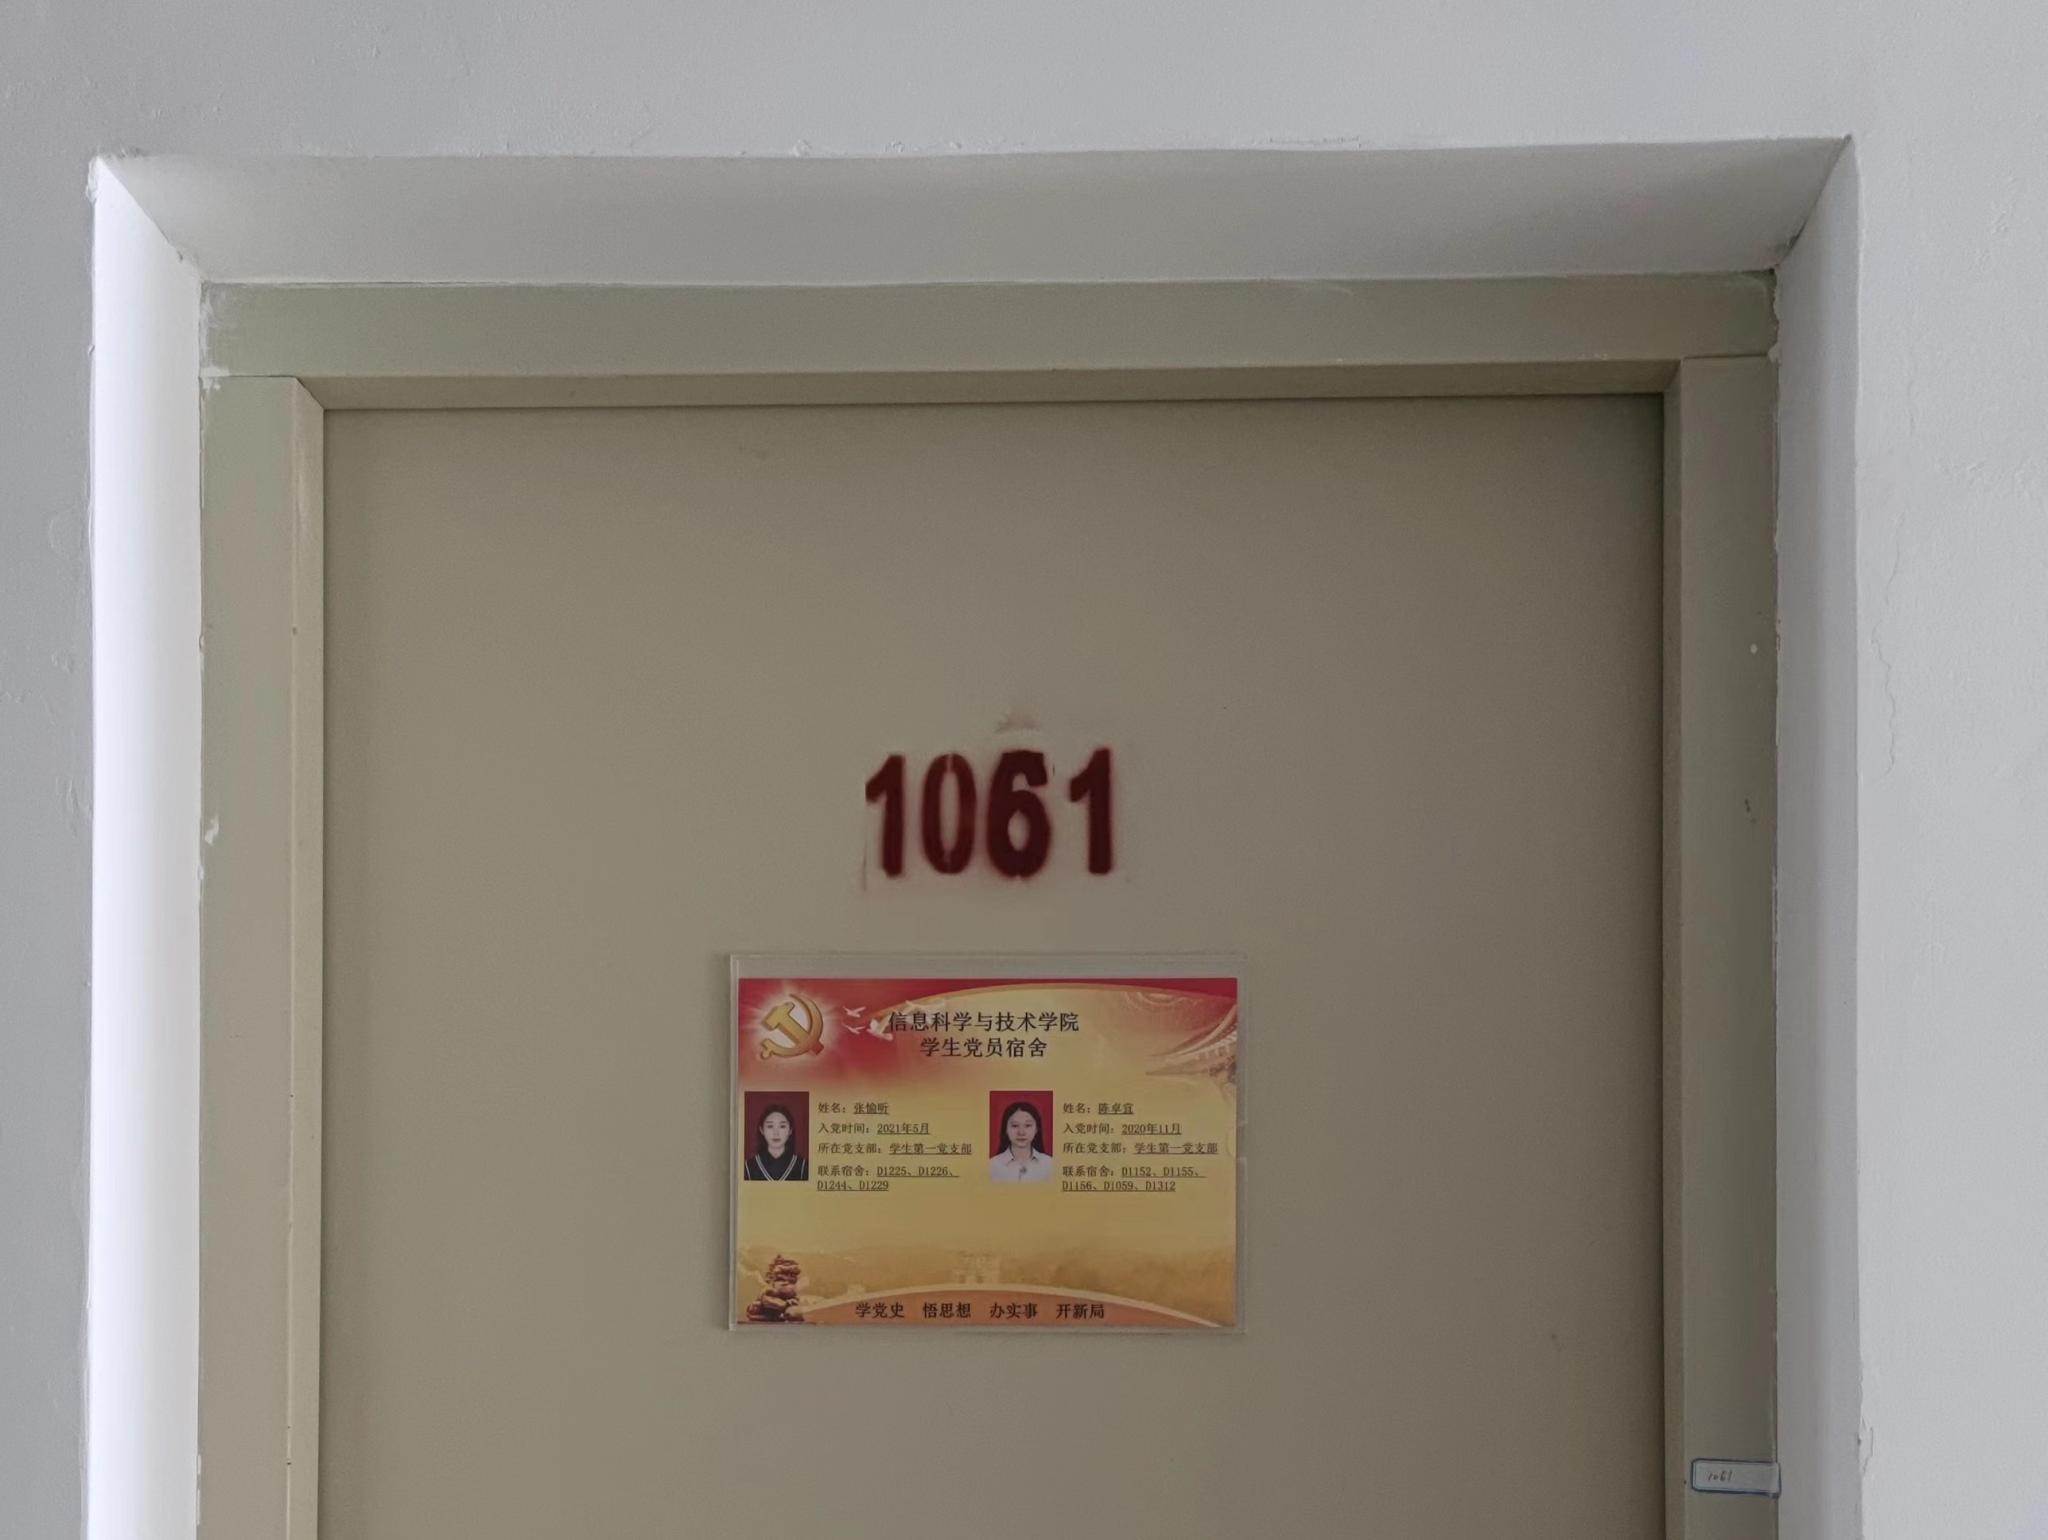 1061
信息科学与技术学院
学生党员宿舍
姓名：张愉昕
入党时间：2021年5月
所在党支部：学生第一党支部
联系宿舍：D1225、D1226、
D1244、D1229
姓名：陈卓宜
入党时间：2020年11月
所在党支部：学生第一党支部
联系宿舍：D1152、D1155、
D1156、D1059、D1312
学党史 悟思想 办实事 开新局
1061